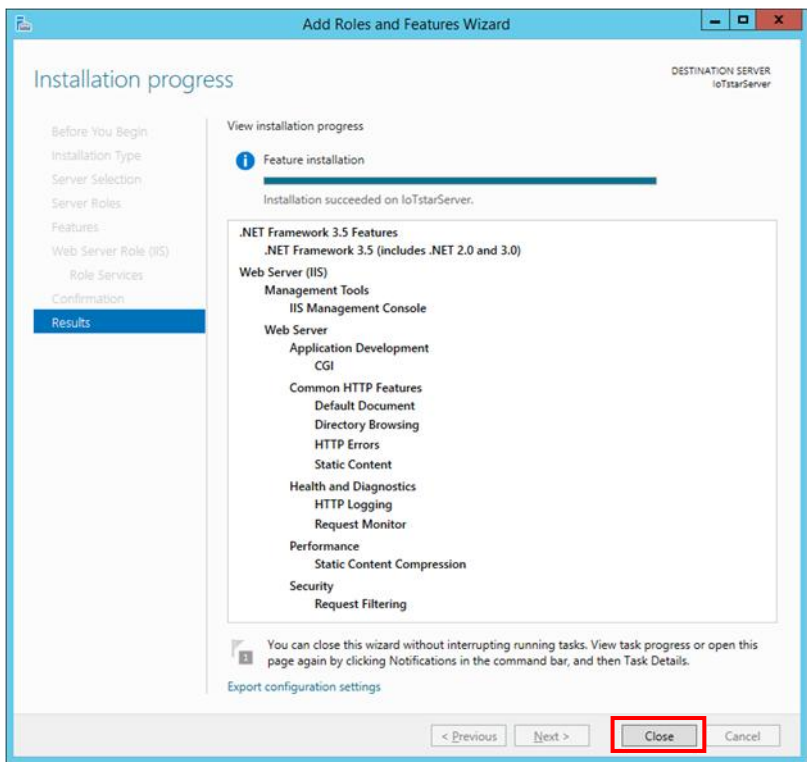 Add Roles and Features Wizard
Installation progress
DESTINATION SERVER
IoTstarServer
Before You Begin
Installation Type
Server Selection
Server Roles
Features
Web Server Role (IIS)
Role Services
Confirmation
Results
View installation progress
Feature installation
Installation succeeded on IoTstarServer.
.NET Framework 3.5 Features
.NET Framework 3.5 (includes .NET 2.0 and 3.0)
Web Server (IIS)
Management Tools
IIS Management Console
Web Server
Application Development
CGI
Common HTTP Features
Default Document
Directory Browsing
HTTP Errors
Static Content
Health and Diagnostics
HTTP Logging
Request Monitor
Performance
Static Content Compression
Security
Request Filtering
1
You can close this wizard without interrupting running tasks. View task progress or open this
page again by clicking Notifications in the command bar, and then Task Details.
Export configuration settings
< Previous Next > Close Cancel